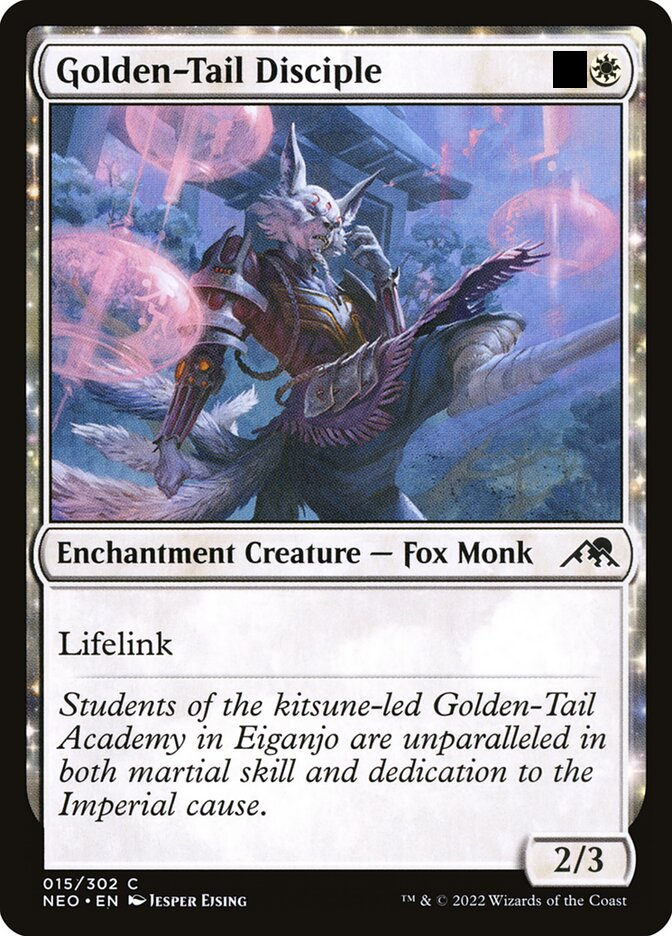 Golden-Tail Disciple
Enchantment Creature — Fox Monk
Lifelink
Students of the kitsune-led Golden-Tail
Academy in Eiganjo are unparalleled in
both martial skill and dedication to the
Imperial cause.
2/3
015/302 C
NEO • EN Jesper Ejsing
™ & © 2022 Wizards of the Coast